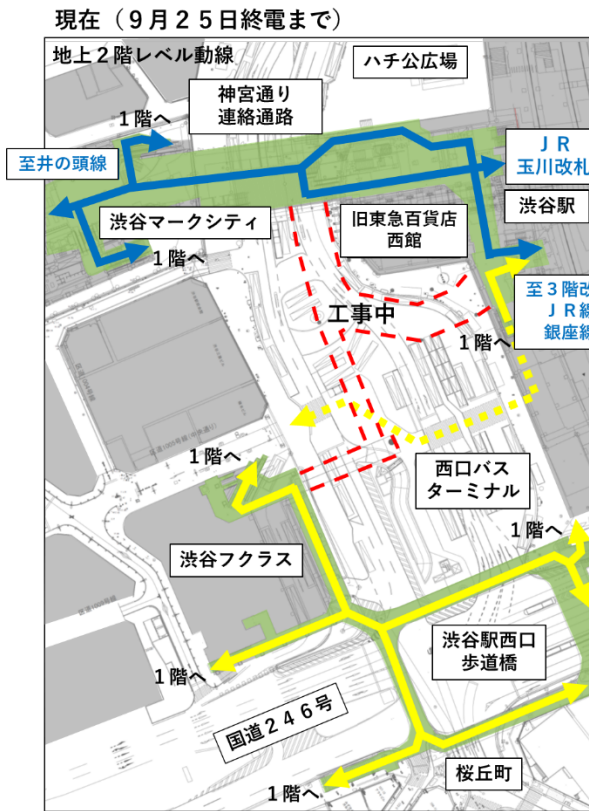 現在（９月２５日終電まで）
地上２階レベル動線
ハチ公広場
神宮通り
連絡通路
１階へ
至井の頭線
ＪＲ
玉川改札
渋谷マークシティ
旧東急百貨店
西館
渋谷駅
１階へ
工事中
至３階改
ＪＲ線
銀座線
１階へ
１階へ
西口バス
ターミナル
渋谷フクラス
１階へ
渋谷駅西口
歩道橋
１階へ
国道２４６号
桜丘町
１階へ